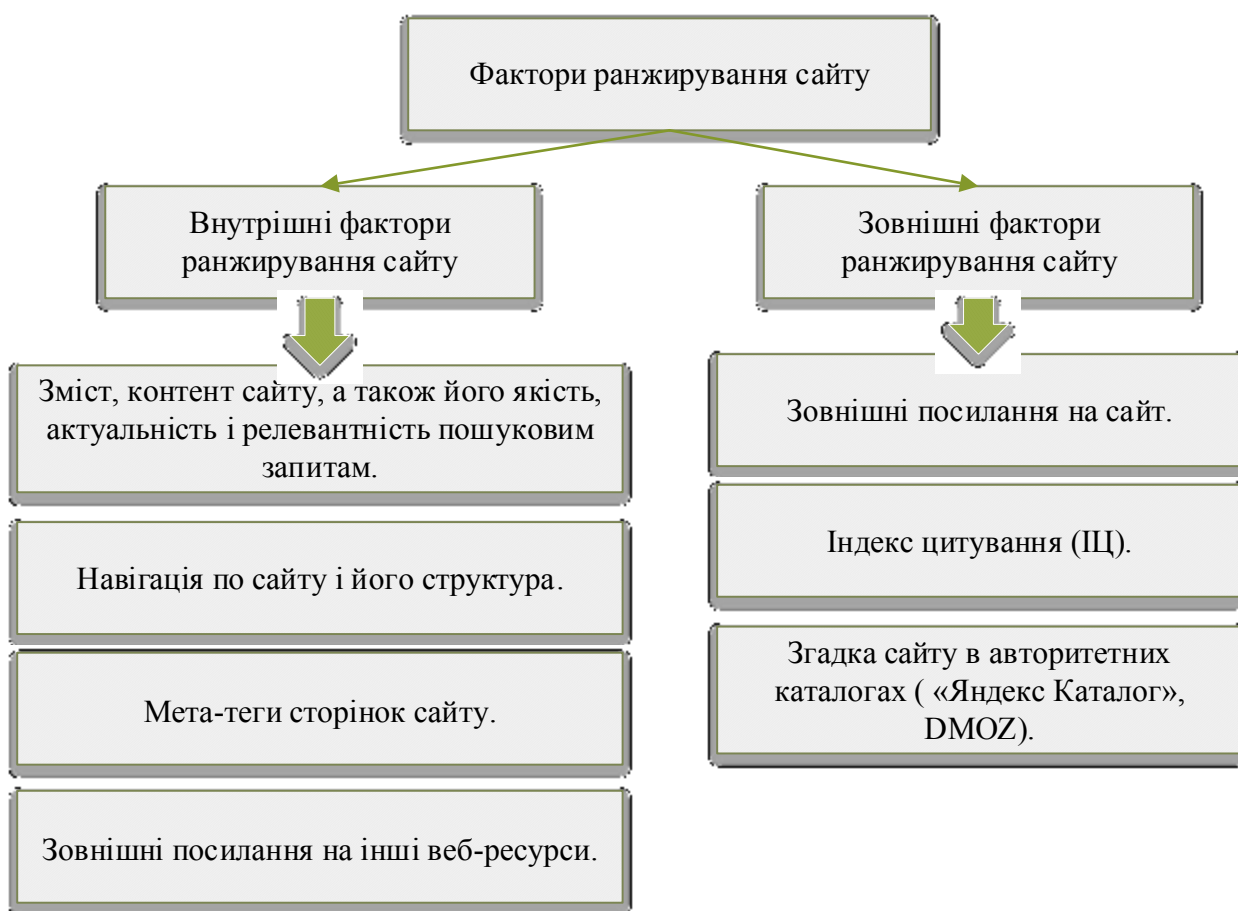 Фактори ранжирування сайту
Внутрішні фактори
ранжирування сайту
Зовнішні фактори
ранжирування сайту
Зміст, контент сайту, а також його якість,
актуальність і релевантність пошуковим
запитам.
Навігація по сайту і його структура.
Мета-теги сторінок сайту.
Зовнішні посилання на інші веб-ресурси.
Зовнішні посилання на сайт.
Індекс цитування (ІЦ).
Згадка сайту в авторитетних
каталогах ( «Яндекс Каталог»,
DMOZ).